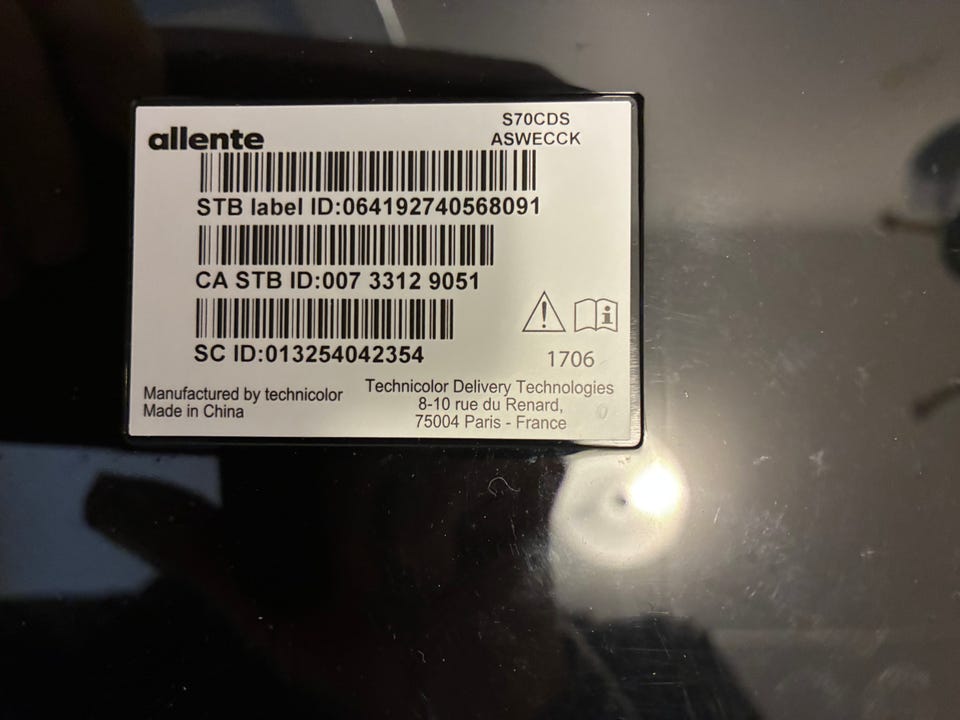 allente
S70CDS
ASWECCK
STB label ID:064192740568091
CA STB ID:007 3312 9051
SC ID:013254042354
1706
Manufactured by technicolor
Made in China
Technicolor Delivery Technologies
8-10 rue du Renard,
75004 Paris - France